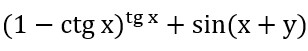 (1 − ctg x)^{tg x} + sin(x + y)